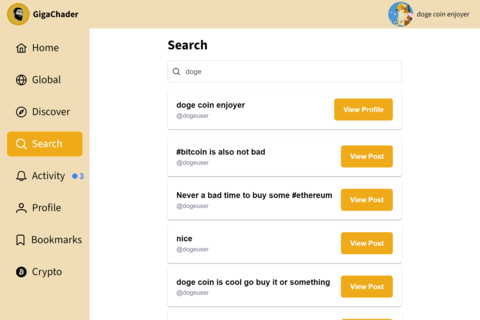 GigaChader
doge coin enjoyer
Home
Global
Discover
Search
Activity 3
Profile
Bookmarks
Crypto
Search
doge
doge coin enjoyer
@dogeuser
View Profile
#bitcoin is also not bad
@dogeuser
View Post
Never a bad time to buy some #ethereum
@dogeuser
View Post
nice
@dogeuser
View Post
doge coin is cool go buy it or something
@dogeuser
View Post